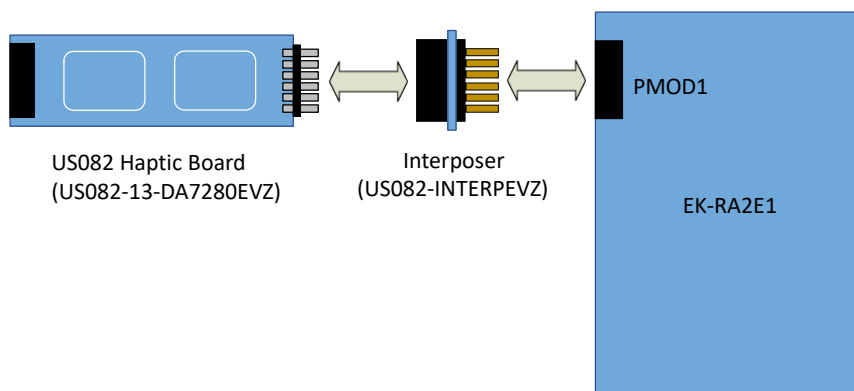 PMOD1
US082 Haptic Board
(US082-13-DA7280EVZ)
Interposer
(US082-INTERPEVZ)
EK-RA2E1